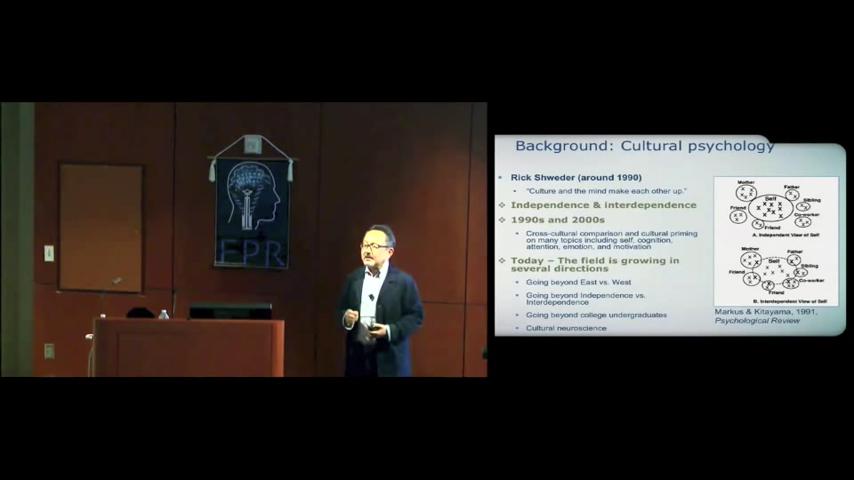 FPR
Background: Cultural psychology
Rick Shweder (around 1990)
"Culture and the mind make each other up."
Independence & interdependence
1990s and 2000s
Cross-cultural comparison and cultural priming
on many topics including self, cognition,
attention, emotion, and motivation
Today – The field is growing in
several directions
Going beyond East vs. West
Going beyond Independence vs.
Interdependence
Going beyond college undergraduates
Cultural neuroscience
Mother
Father
Self
Sibling
Friend
Co-worker
Friend
A. Independent View of Self
Mother
Father
Self
Sibling
Friend
Co-worker
Friend
B. Interdependent View of Self
Markus & Kitayama, 1991,
Psychological Review